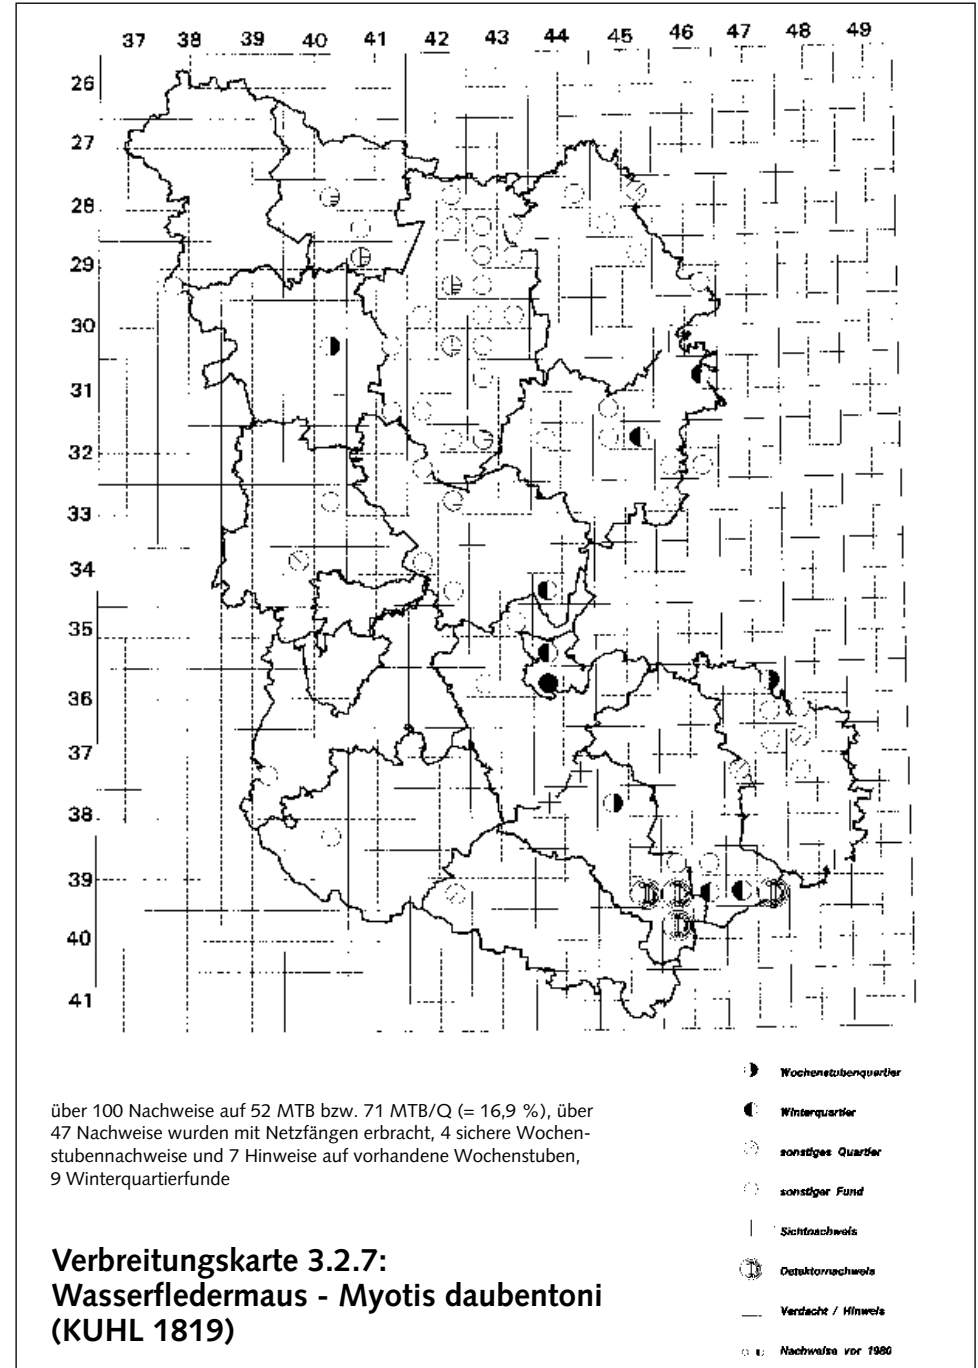 37 38 39 40 41 42 43 44 45 46 47 48 49
26
27
28
29
30
31
32
33
34
35
36
37
38
39
40
41
Wochenstubenquartier
Winterquartier
sonstiges Quartier
sonstiger Fund
Sichtnachweis
Detektornachweis
Verdacht / Hinweis
Nachweise vor 1980
über 100 Nachweise auf 52 MTB bzw. 71 MTB/Q (= 16,9 %), über
47 Nachweise wurden mit Netzfängen erbracht, 4 sichere Wochen-
stubennachweise und 7 Hinweise auf vorhandene Wochenstuben,
9 Winterquartierfunde
Verbreitungskarte 3.2.7:
Wasserfledermaus - Myotis daubentoni
(KUHL 1819)